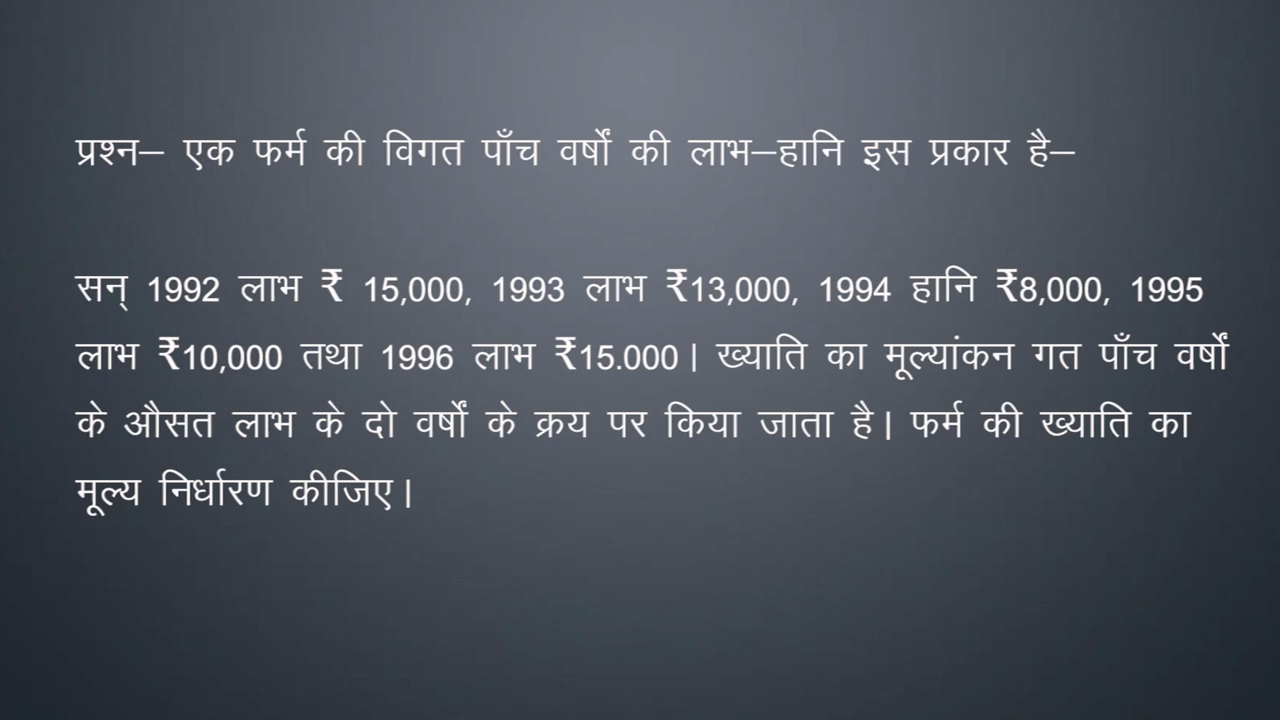 प्रश्न– एक फर्म की विगत पाँच वर्षों की लाभ–हानि इस प्रकार है–
सन् 1992 लाभ ₹ 15,000, 1993 लाभ ₹13,000, 1994 हानि ₹8,000, 1995
लाभ ₹10,000 तथा 1996 लाभ ₹15.000। ख्याति का मूल्यांकन गत पाँच वर्षों
के औसत लाभ के दो वर्षों के क्रय पर किया जाता है। फर्म की ख्याति का
मूल्य निर्धारण कीजिए।